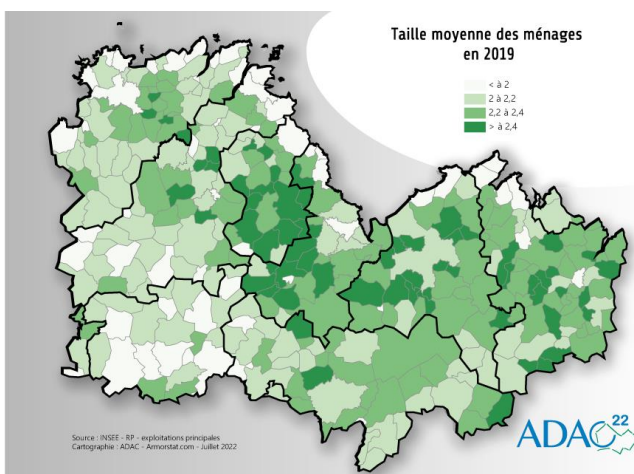 Taille moyenne des ménages
en 2019
< à 2
2 à 2,2
2,2 à 2,4
> à 2,4
Source : INSEE - RP - exploitations principales
Cartographie : ADAC - Armorstat.com - Juillet 2022
ADAC 22